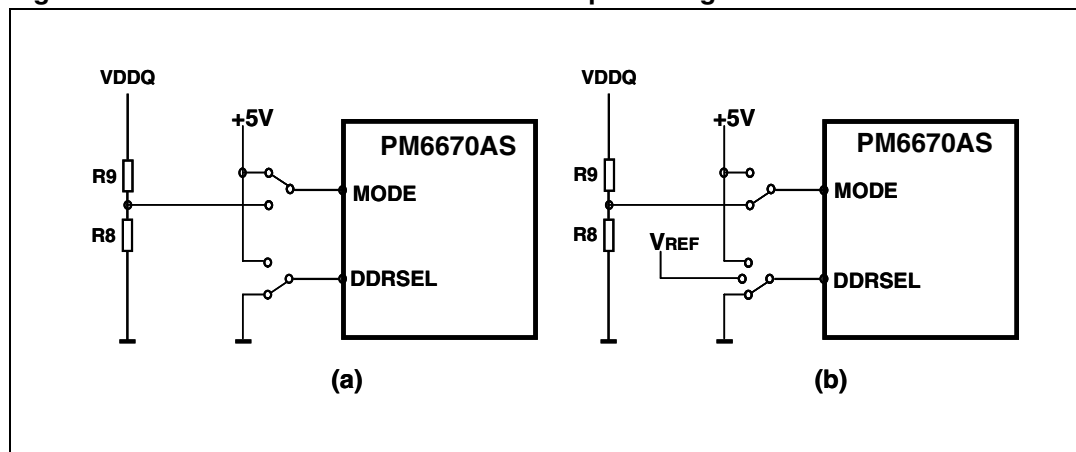 VDDQ
+5V
PM6670AS
R9
MODE
R8
DDRSEL
(a)
VDDQ
+5V
PM6670AS
R9
MODE
R8
VREF
DDRSEL
(b)